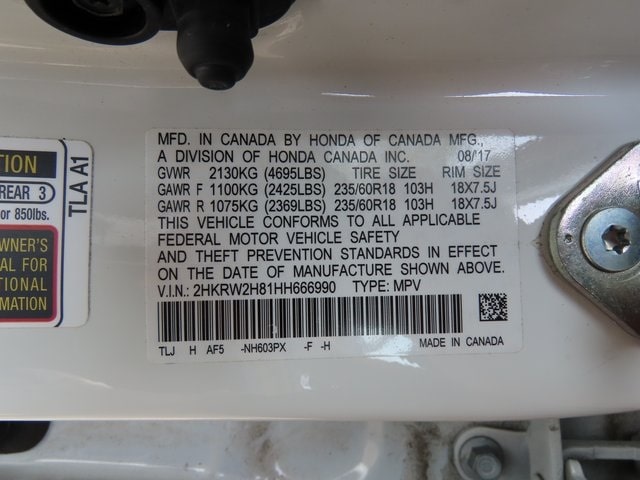 TION
REAR 3
or 850lbs.
TLA A1
OWNER'S
AL FOR
TIONAL
MATION
MFD. IN CANADA BY HONDA OF CANADA MFG.,
A DIVISION OF HONDA CANADA INC. 08/17
GVWR 2130KG (4695LBS) TIRE SIZE RIM SIZE
GAWR F 1100KG (2425LBS) 235/60R18 103H 18X7.5J
GAWR R 1075KG (2369LBS) 235/60R18 103H 18X7.5J
THIS VEHICLE CONFORMS TO ALL APPLICABLE
FEDERAL MOTOR VEHICLE SAFETY
AND THEFT PREVENTION STANDARDS IN EFFECT
ON THE DATE OF MANUFACTURE SHOWN ABOVE.
V.I.N.: 2HKRW2H81HH666990 TYPE: MPV
TLJ H AF5 -NH603PX -F -H MADE IN CANADA